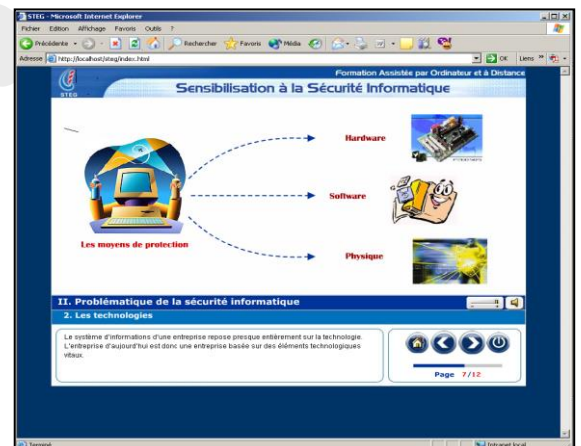 STEG - Microsoft Internet Explorer
Fichier Edition Affichage Favoris Outils ?
Précédente Rechercher Favoris Média
Adresse http://localhost/steg/index.html OK Liens »
Formation Assistée par Ordinateur et à Distance
STEG
Sensibilisation à la Sécurité Informatique
Hardware
Software
Les moyens de protection
Physique
II. Problématique de la sécurité informatique
2. Les technologies
Le système d'informations d'une entreprise repose presque entièrement sur la technologie.
L'entreprise d'aujourd'hui est donc une entreprise basée sur des éléments technologiques
vitaux.
Page 7/12
Terminé Intranet local